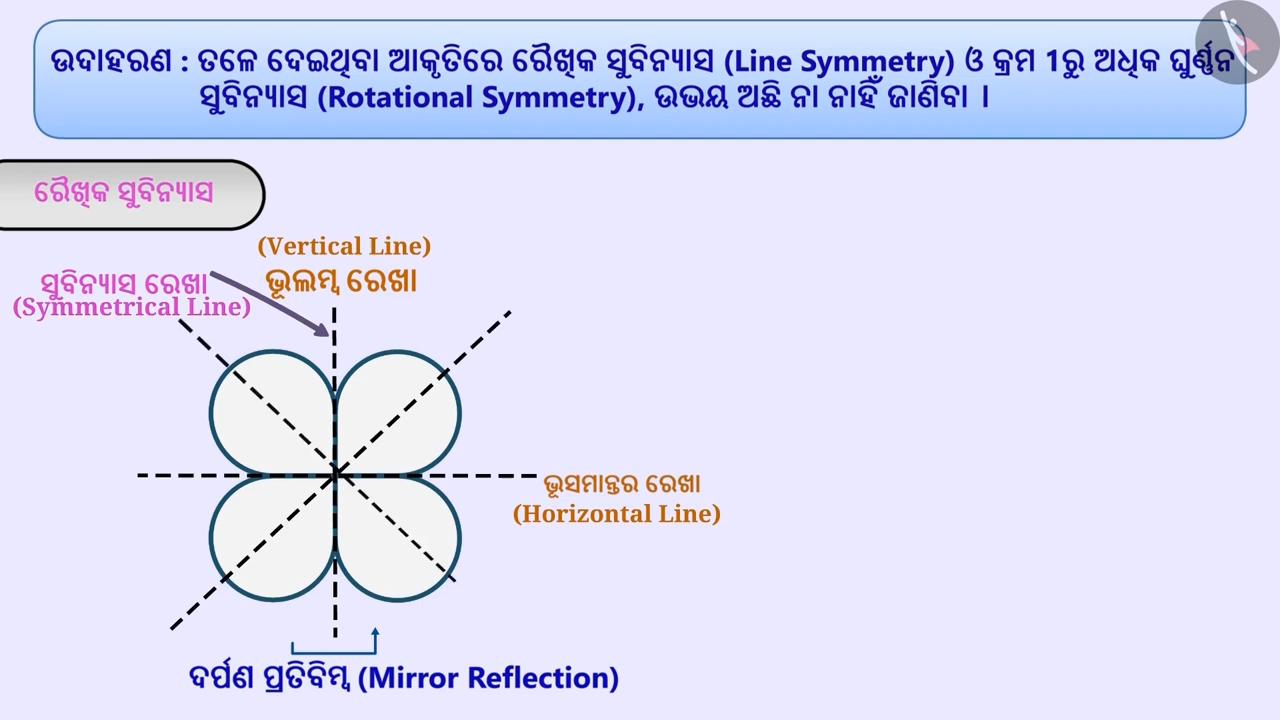 ଉଦାହରଣ : ତଳେ ଦେଇଥିବା ଆକୃତିରେ ରୈଖିକ ସୁବିନ୍ୟାସ (Line Symmetry) ଓ କ୍ରମ 1ରୁ ଅଧିକ ଘୁର୍ଣ୍ଣନ
ସୁବିନ୍ୟାସ (Rotational Symmetry), ଉଭୟ ଅଛି ନା ନାହିଁ ଜାଣିବା ।
ରୈଖିକ ସୁବିନ୍ୟାସ
(Vertical Line)
ଭୂଲମ୍ବ ରେଖା
ସୁବିନ୍ୟାସ ରେଖା
(Symmetrical Line)
ଭୂସମାନ୍ତର ରେଖା
(Horizontal Line)
ଦର୍ପଣ ପ୍ରତିବିମ୍ବ (Mirror Reflection)